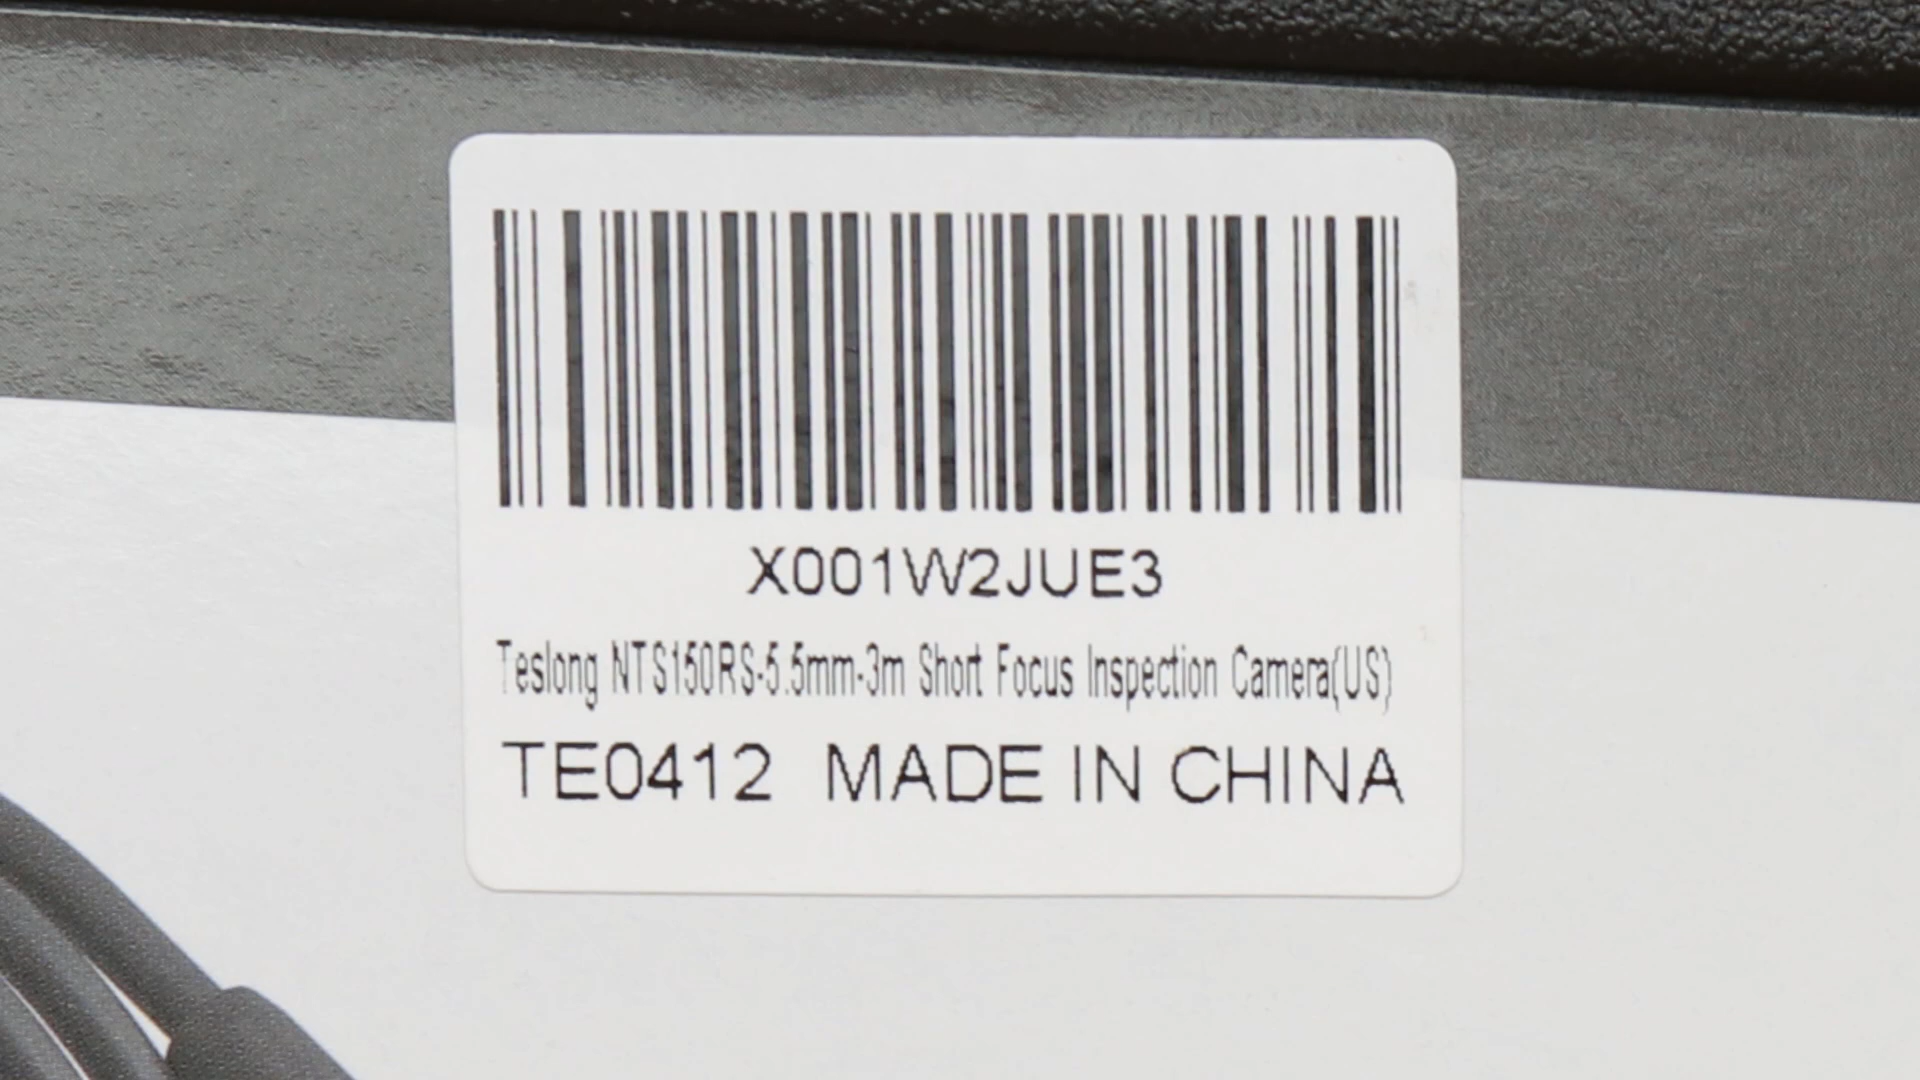 X001W2JUE3
Teslong NTS150RS-5.5mm-3m Short Focus Inspection Camera(US)
TE0412 MADE IN CHINA